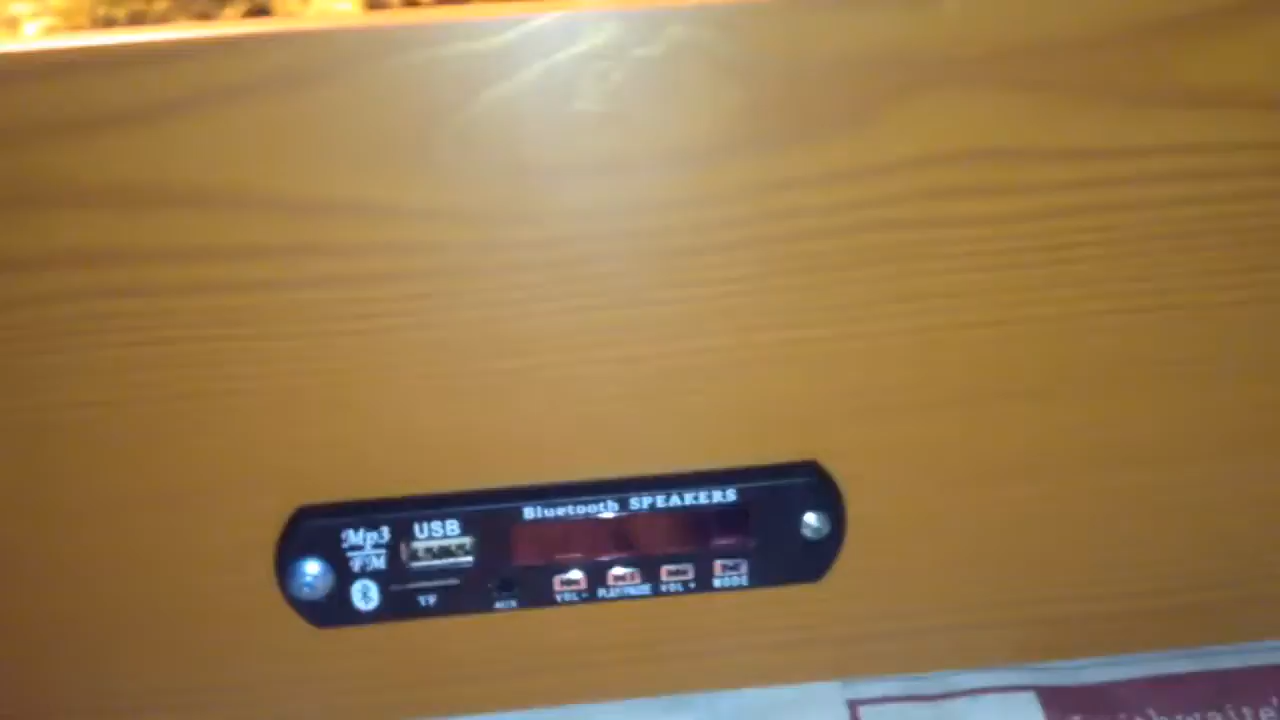 Bluetooth SPEAKERS
Mp3
FM
USB
TF
AUX
VOL-
PLAY/PAUSE
VOL+
MODE